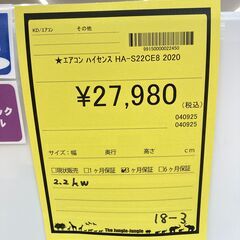 KD/エアコン その他
99150000022450
★エアコン ハイセンス HA-S22CE8 2020
¥27,980
(税込)
040925
040925
サイズ:幅 奥行 高さ cm
□現状販売 □1ヶ月保証 ☑3ヶ月保証 □6ヶ月保証
2.2kw
18-3
The Jungle-Jungle
ック
ル